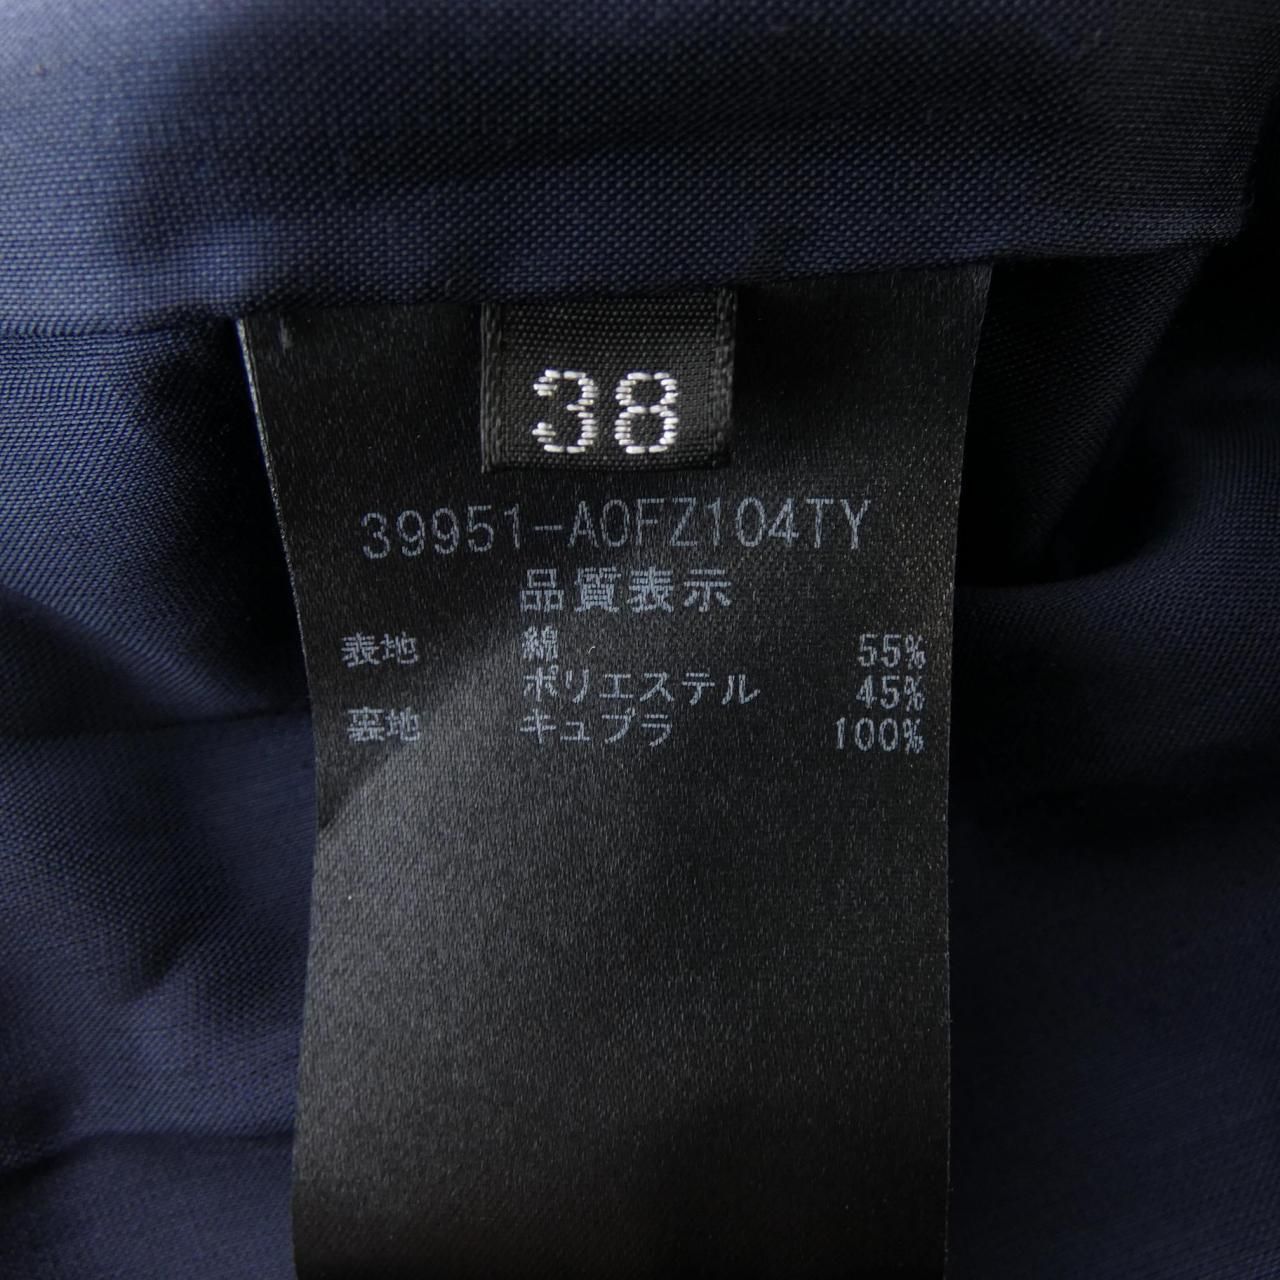 38
39951-A0FZ104TY
品質表示
表地 綿 55%
ポリエステル 45%
裏地 キュプラ 100%